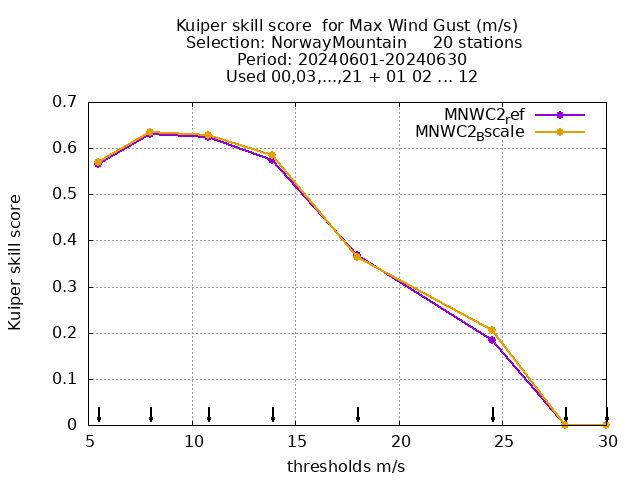 Kuiper skill score  for Max Wind Gust (m/s)
Selection: NorwayMountain     20 stations
Period: 20240601-20240630
Used 00,03,...,21 + 01 02 ... 12
MNWC2ref
MNWC2Bscale
0.7
0.6
0.5
0.4
0.3
0.2
0.1
0
Kuiper skill score
5 10 15 20 25 30
thresholds m/s